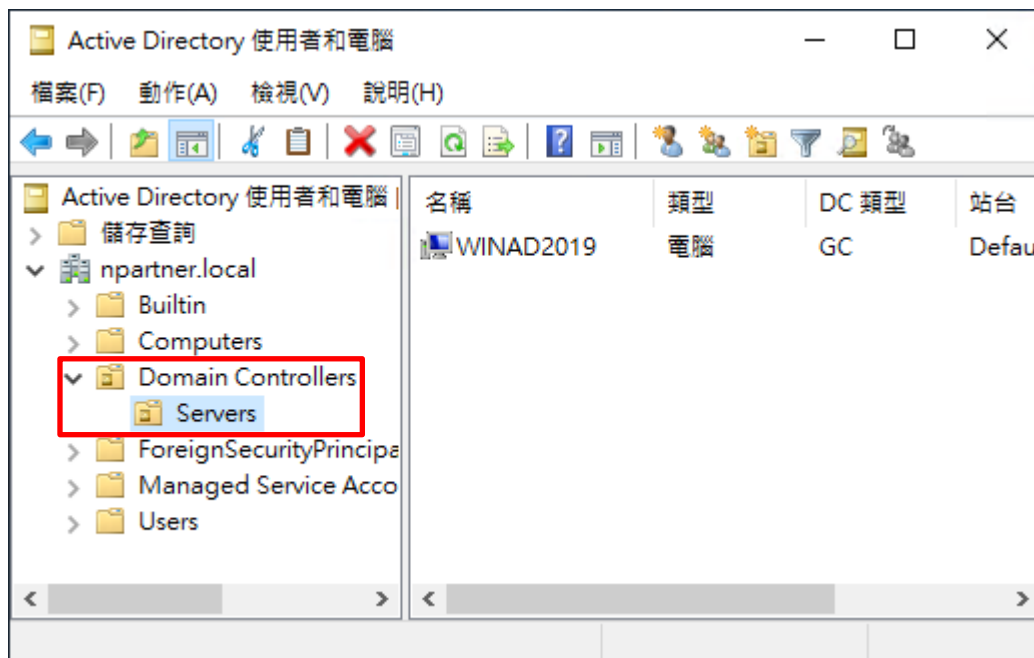 Active Directory 使用者和電腦
檔案(F) 動作(A) 檢視(V) 說明(H)
Active Directory 使用者和電腦
儲存查詢
npartner.local
Builtin
Computers
Domain Controllers
Servers
ForeignSecurityPrincipa
Managed Service Acco
Users
名稱 類型 DC 類型 站台
WINAD2019 電腦 GC Defau